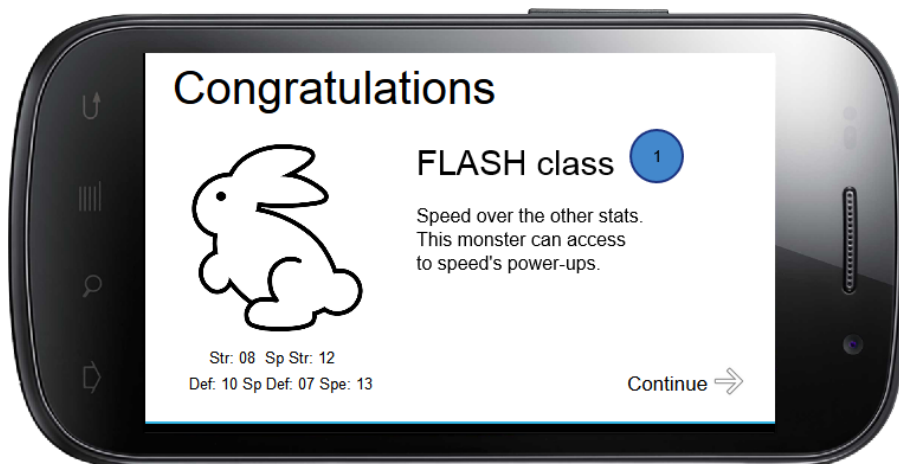 Congratulations
FLASH class 1
Speed over the other stats.
This monster can access
to speed's power-ups.
Str: 08 Sp Str: 12
Def: 10 Sp Def: 07 Spe: 13
Continue